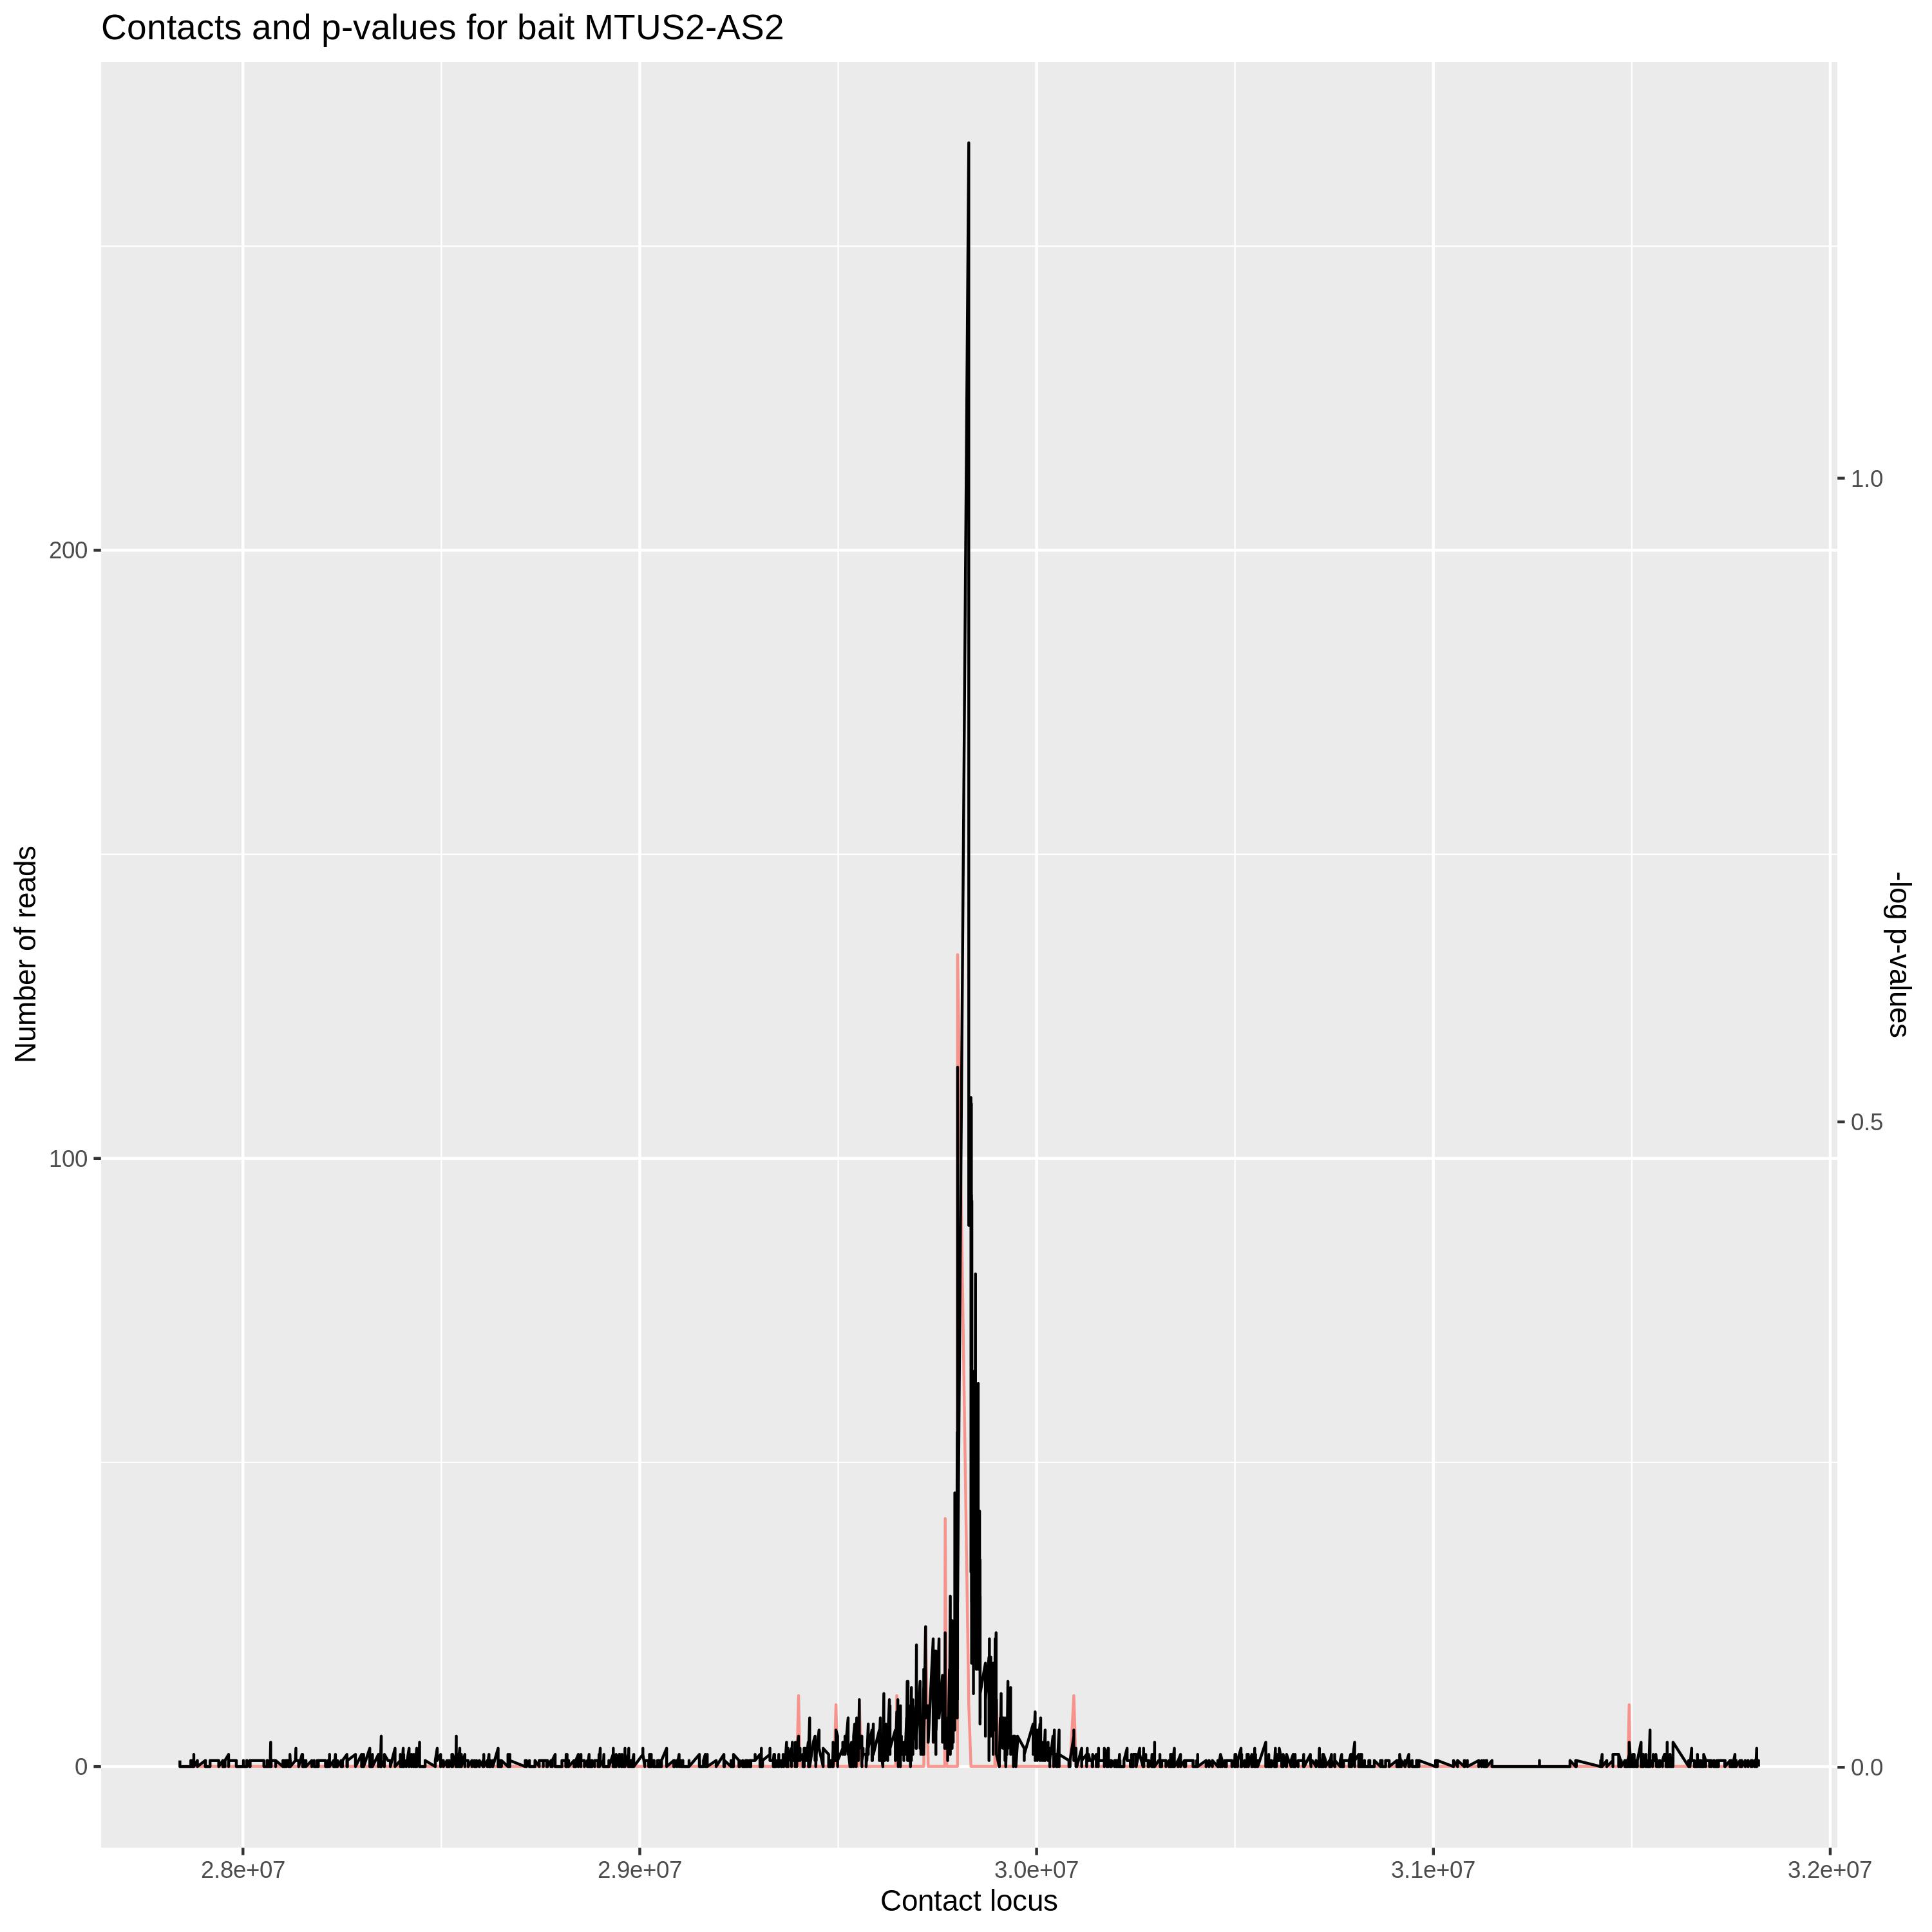 Contacts and p-values for bait MTUS2-AS2
Number of reads
200
100
0
1.0
0.5
0.0
-log p-values
2.8e+07
2.9e+07
3.0e+07
3.1e+07
3.2e+07
Contact locus